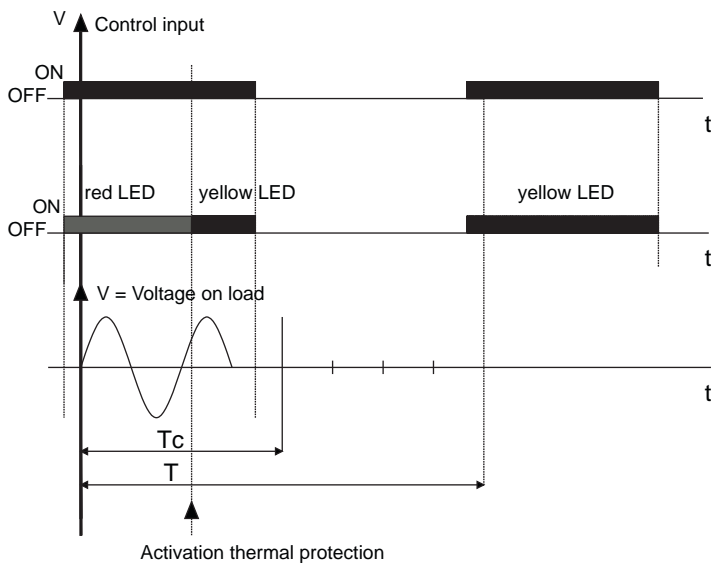 V Control input
ON
OFF
t
red LED yellow LED yellow LED
ON
OFF
t
V = Voltage on load
t
Tc
T
Activation thermal protection